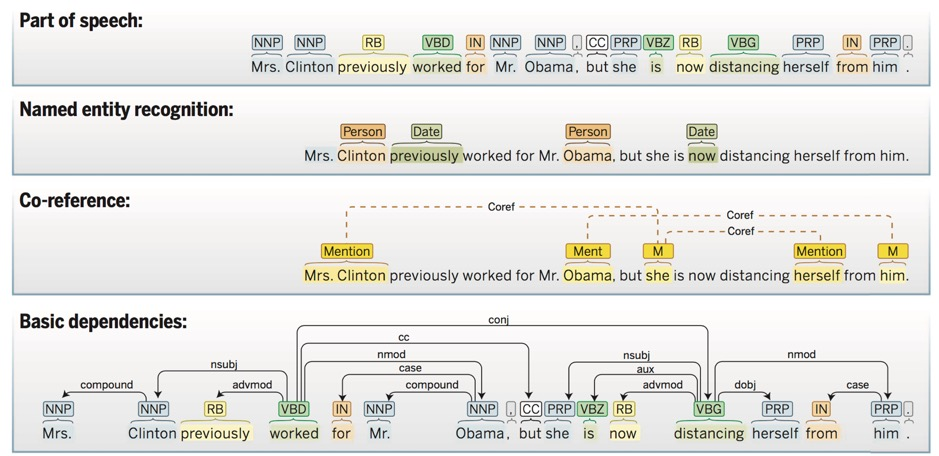 Part of speech:
NNP NNP RB VBD IN NNP NNP , CC PRP VBZ RB VBG PRP IN PRP .
Mrs. Clinton previously worked for Mr. Obama, but she is now distancing herself from him .
Named entity recognition:
Person Date Person Date
Mrs. Clinton previously worked for Mr. Obama, but she is now distancing herself from him.
Co-reference:
Coref
Coref
Coref
Mention Ment M Mention M
Mrs. Clinton previously worked for Mr. Obama, but she is now distancing herself from him.
Basic dependencies:
conj
cc
nmod nsubj nmod
nsubj case aux
compound advmod compound advmod dobj case
NNP NNP RB VBD IN NNP NNP , CC PRP VBZ RB VBG PRP IN PRP .
Mrs. Clinton previously worked for Mr. Obama, but she is now distancing herself from him .